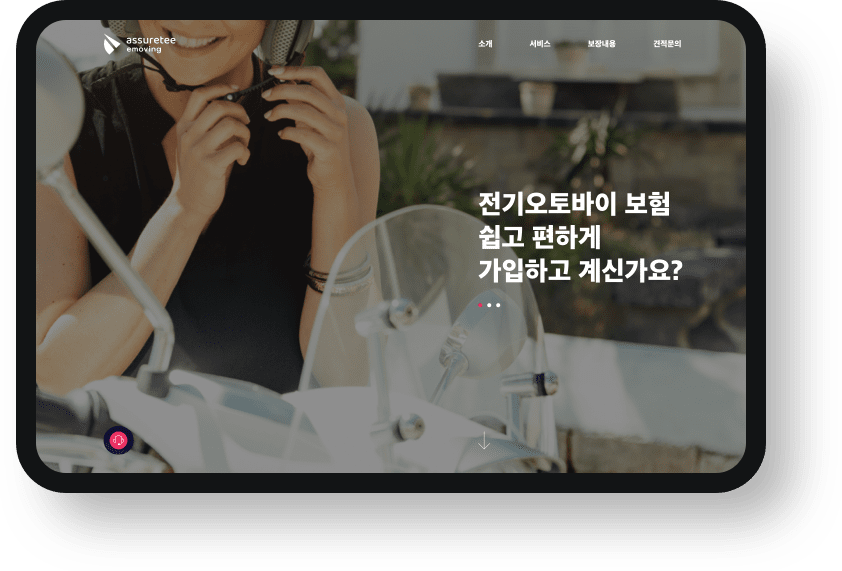 assuretee
emoving
소개
서비스
보장내용
견적문의
전기오토바이 보험
쉽고 편하게
가입하고 계신가요?